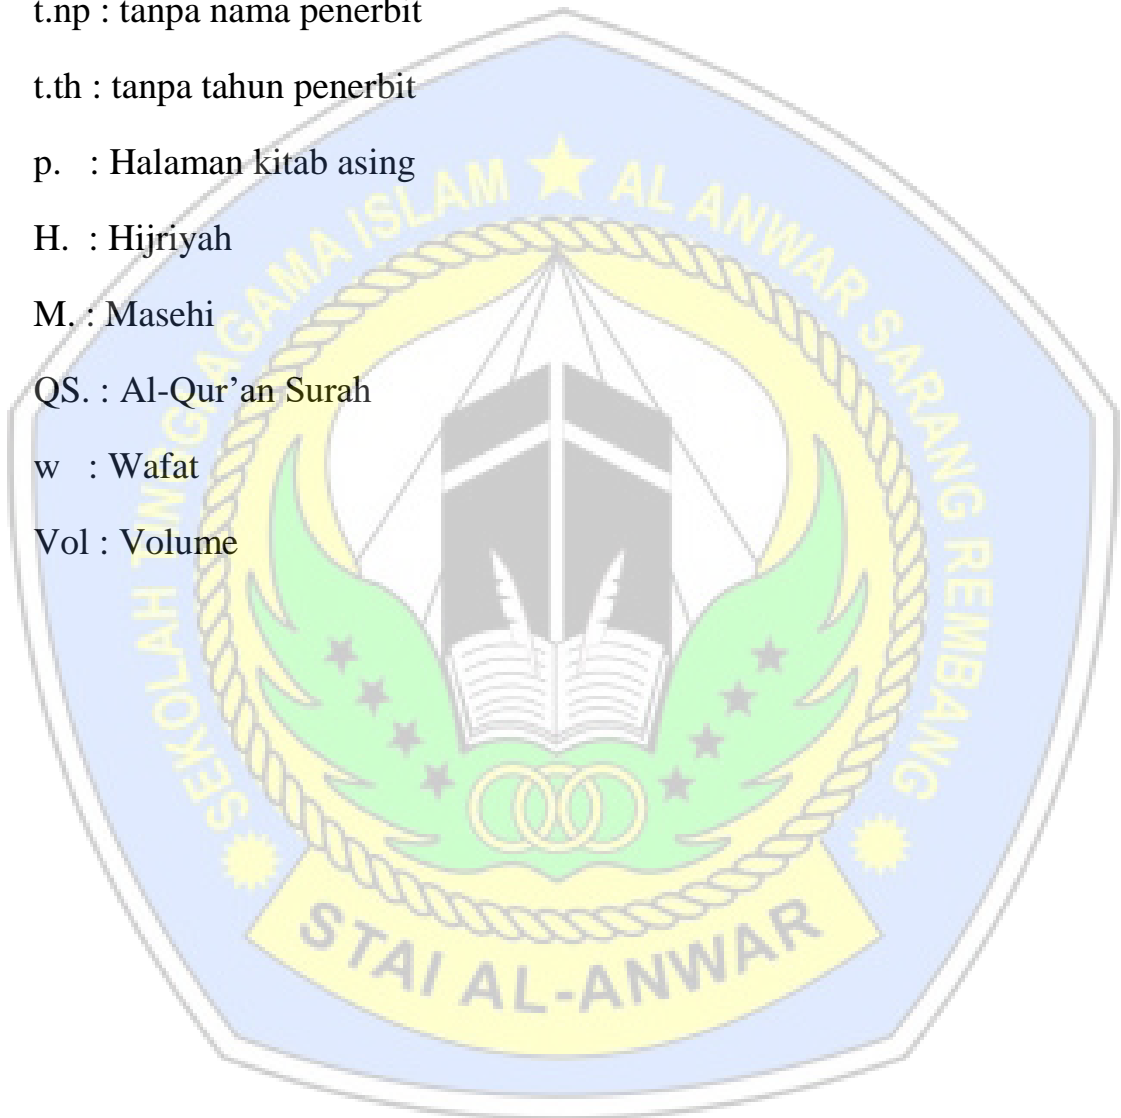 t.np : tanpa nama penerbit
t.th : tanpa tahun penerbit
p. : Halaman kitab asing
H. : Hijriyah
M. : Masehi
QS. : Al-Qur’an Surah
w : Wafat
Vol : Volume
SEKOLAH TINGGI AGAMA ISLAM ★ AL ANWAR SARANG REMBANG
STAI AL-ANWAR